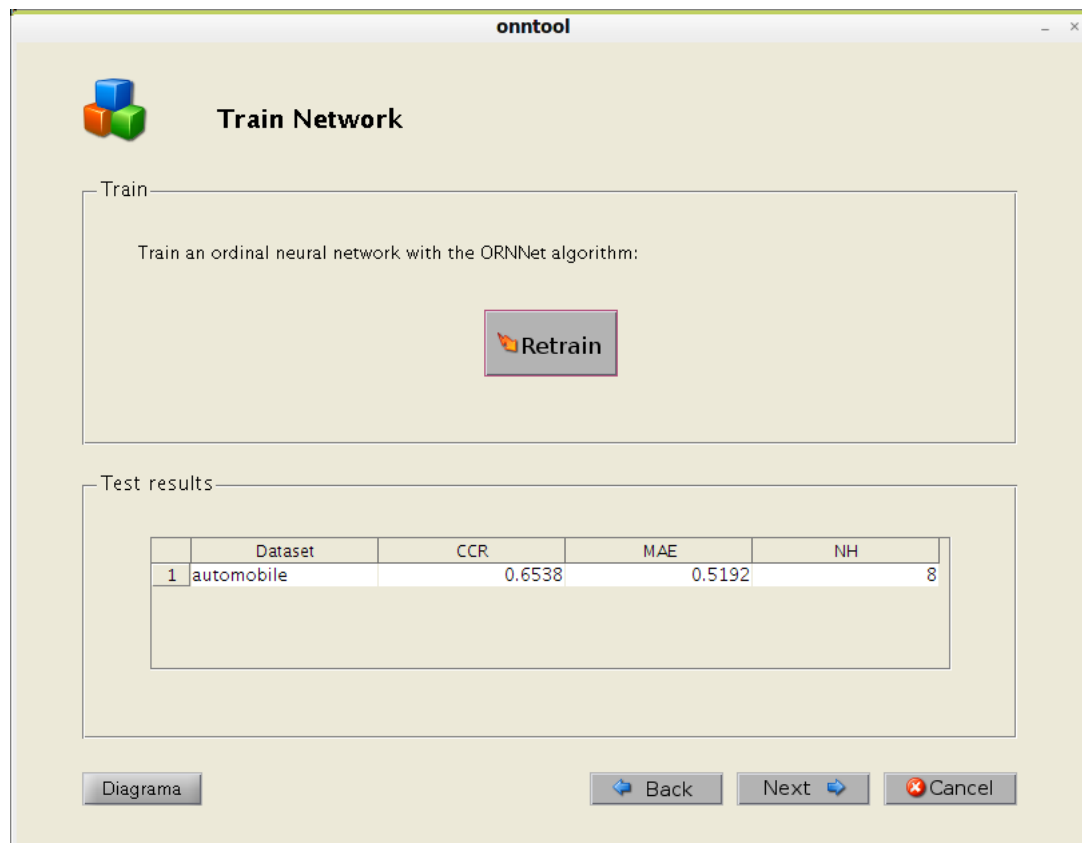 onntool
Train Network
Train
Train an ordinal neural network with the ORNNet algorithm:
Retrain
Test results
Dataset CCR MAE NH
1 automobile 0.6538 0.5192 8
Diagrama Back Next Cancel